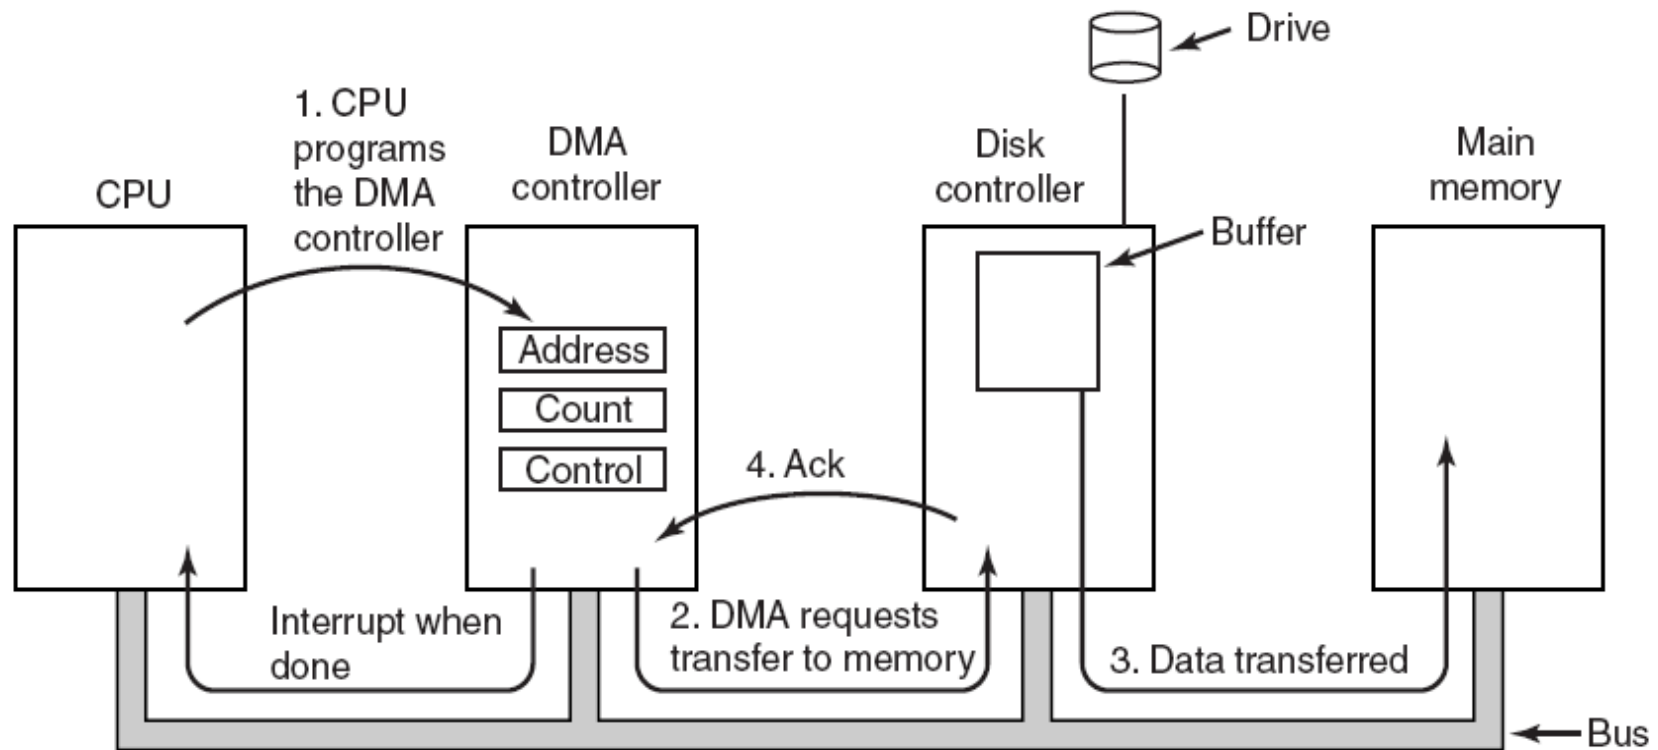 Drive
1. CPU
programs
the DMA
controller
CPU
DMA
controller
Disk
controller
Main
memory
Buffer
Address
Count
Control
4. Ack
Interrupt when
done
2. DMA requests
transfer to memory
3. Data transferred
Bus